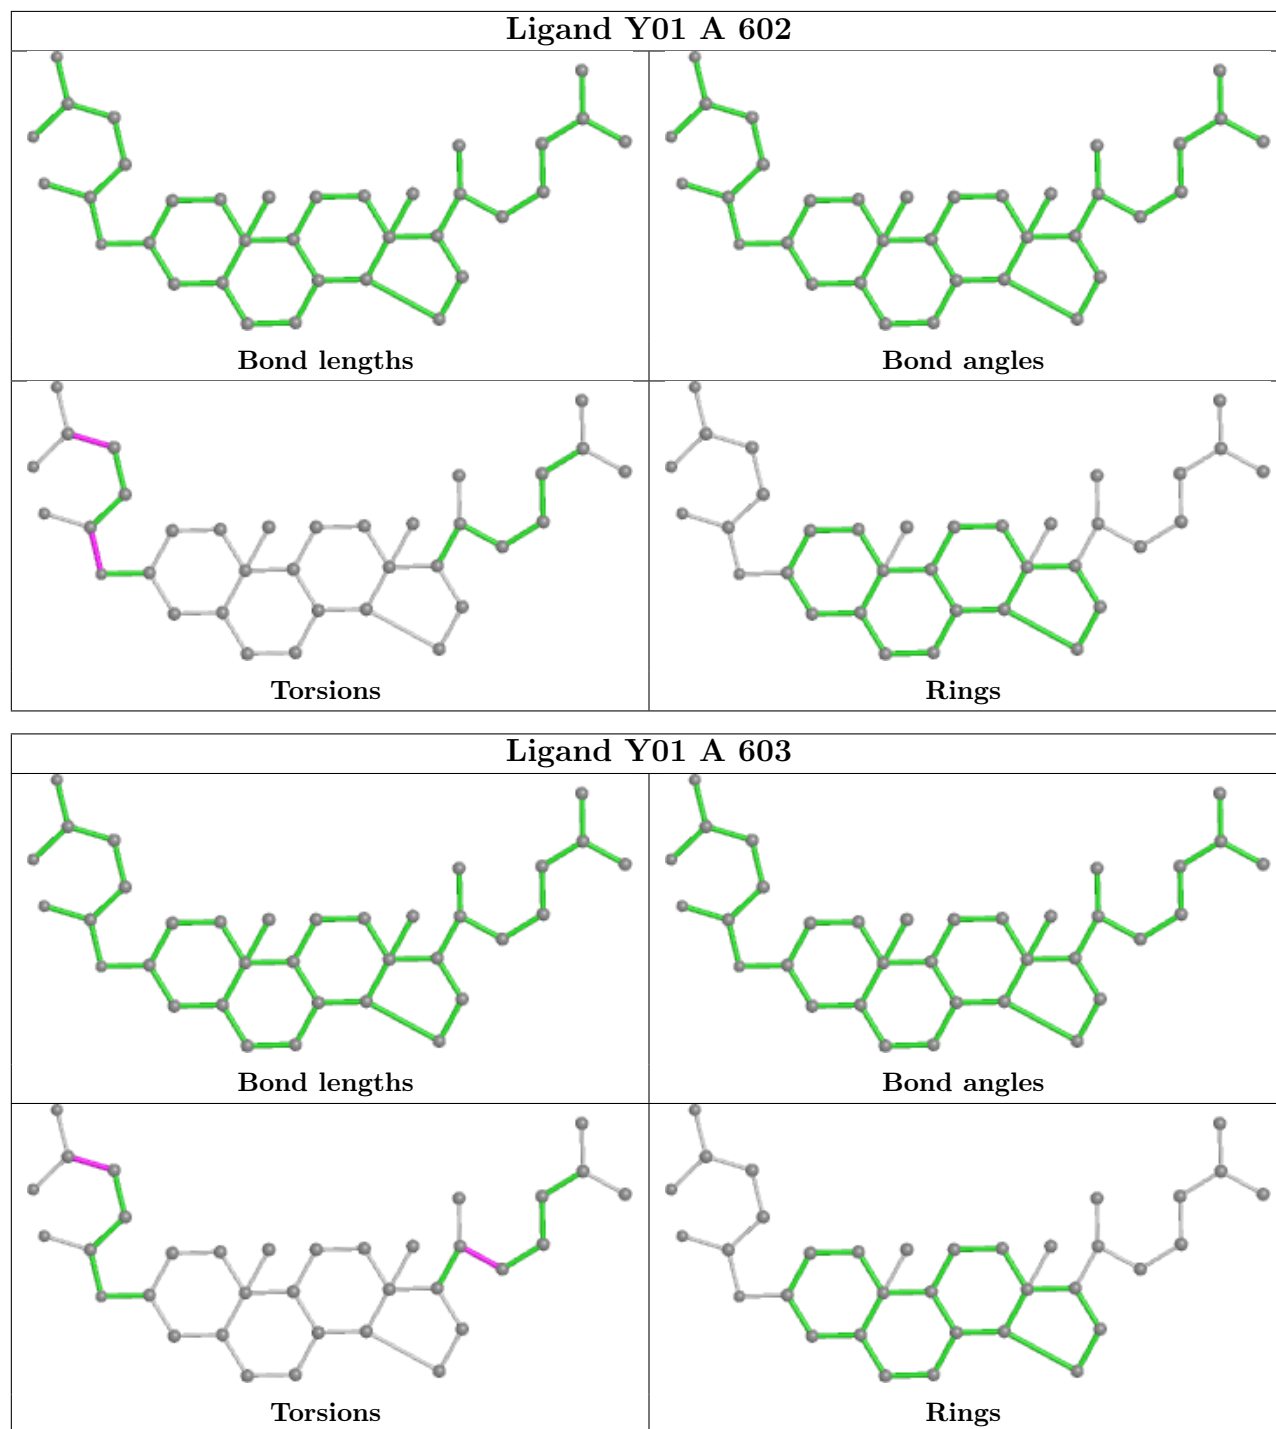 Ligand Y01 A 602
Bond lengths
Bond angles
Torsions
Rings
Ligand Y01 A 603
Bond lengths
Bond angles
Torsions
Rings